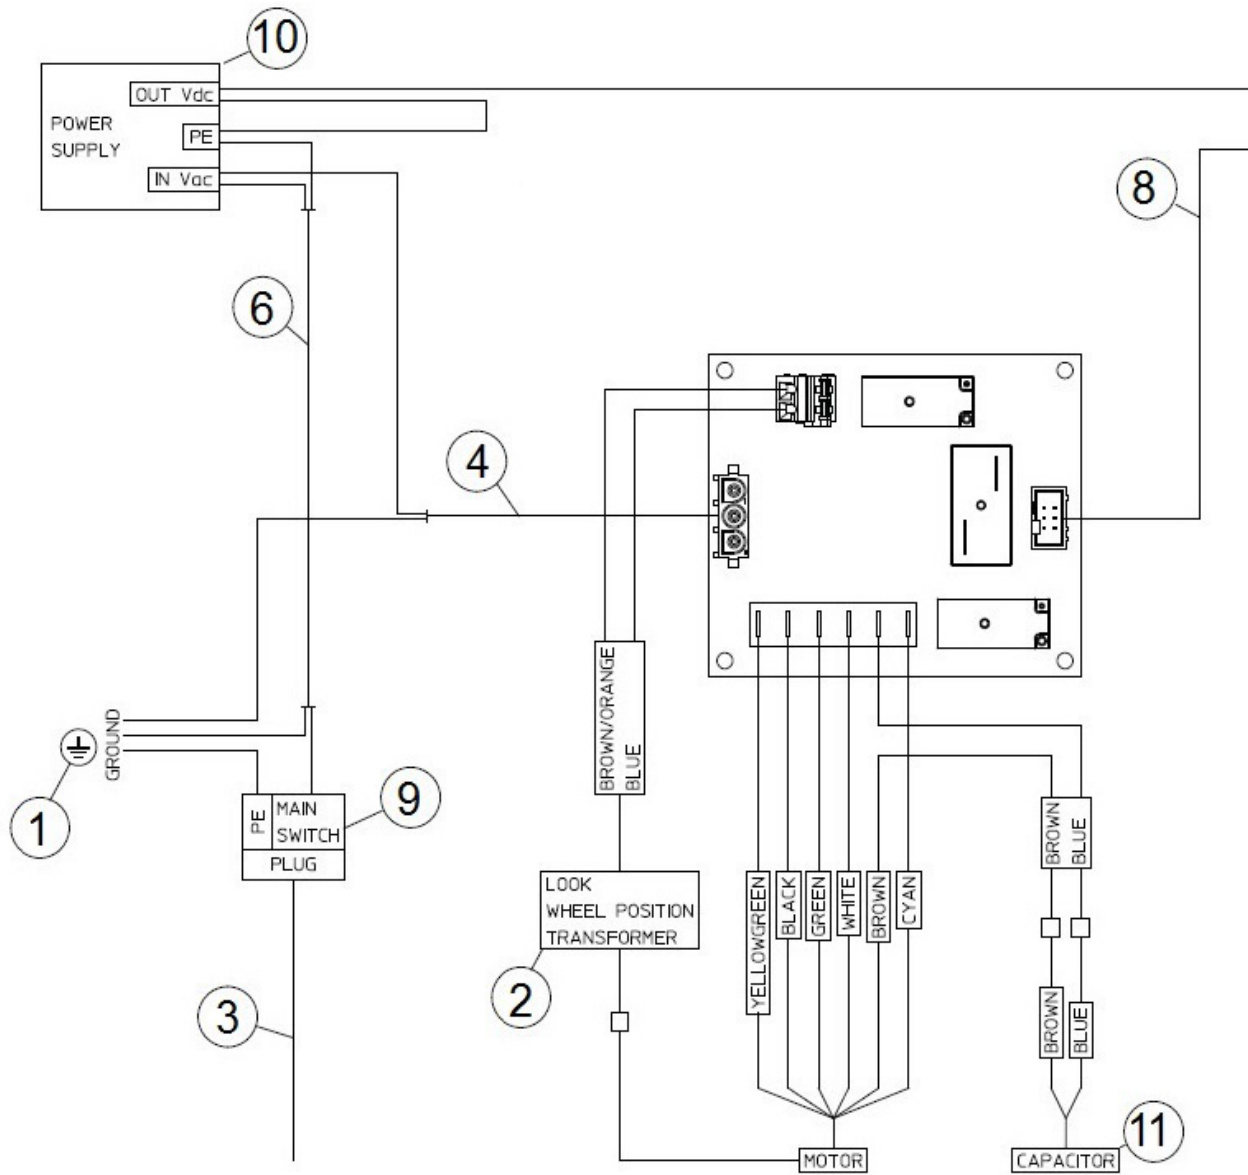 10
OUT Vdc
POWER
SUPPLY
PE
IN Vac
8
6
4
BROWN/ORANGE
BLUE
GROUND
1
PE
MAIN
SWITCH
PLUG
9
LOOK
WHEEL POSITION
TRANSFORMER
2
3
YELLOWGREEN
BLACK
GREEN
WHITE
BROWN
CYAN
BROWN
BLUE
BROWN
BLUE
MOTOR
CAPACITOR
11